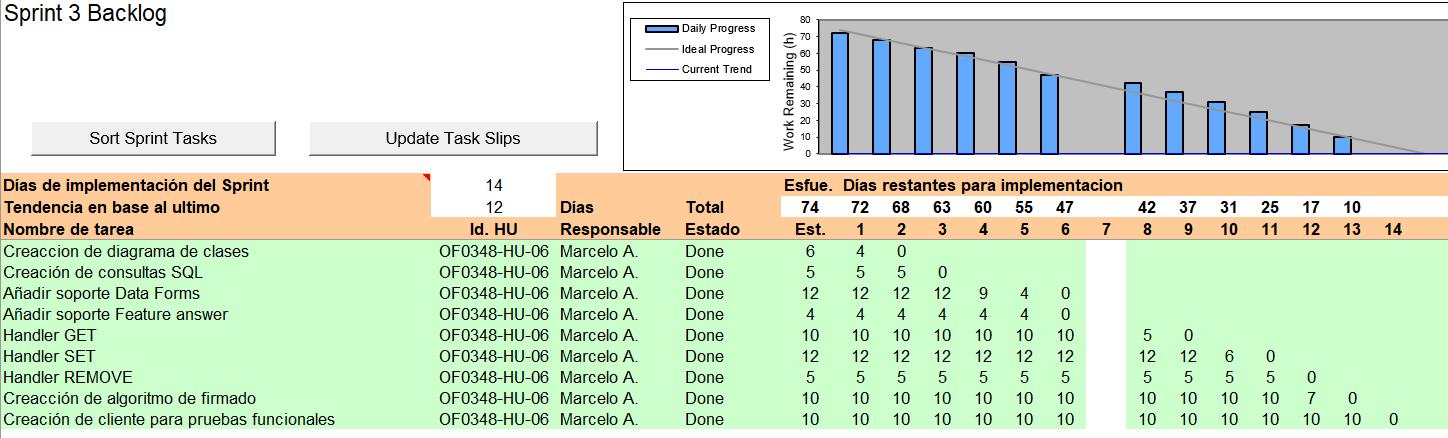 Sprint 3 Backlog
Daily Progress
Ideal Progress
Current Trend
Work Remaining (h)
80
70
60
50
40
30
20
10
0
Sort Sprint Tasks
Update Task Slips
Días de implementación del Sprint 14 Esfue. Días restantes para implementacion
Tendencia en base al ultimo 12 Días Total 74 72 68 63 60 55 47 42 37 31 25 17 10
Nombre de tarea Id. HU Responsable Estado Est. 1 2 3 4 5 6 7 8 9 10 11 12 13 14
Creaccion de diagrama de clases OF0348-HU-06 Marcelo A. Done 6 4 0
Creación de consultas SQL OF0348-HU-06 Marcelo A. Done 5 5 5 0
Añadir soporte Data Forms OF0348-HU-06 Marcelo A. Done 12 12 12 12 9 4 0
Añadir soporte Feature answer OF0348-HU-06 Marcelo A. Done 4 4 4 4 4 4 0
Handler GET OF0348-HU-06 Marcelo A. Done 10 10 10 10 10 10 10 5 0
Handler SET OF0348-HU-06 Marcelo A. Done 12 12 12 12 12 12 12 12 12 6 0
Handler REMOVE OF0348-HU-06 Marcelo A. Done 5 5 5 5 5 5 5 5 5 5 5 0
Creacción de algoritmo de firmado OF0348-HU-06 Marcelo A. Done 10 10 10 10 10 10 10 10 10 10 10 7 0
Creación de cliente para pruebas funcionales OF0348-HU-06 Marcelo A. Done 10 10 10 10 10 10 10 10 10 10 10 10 10 0